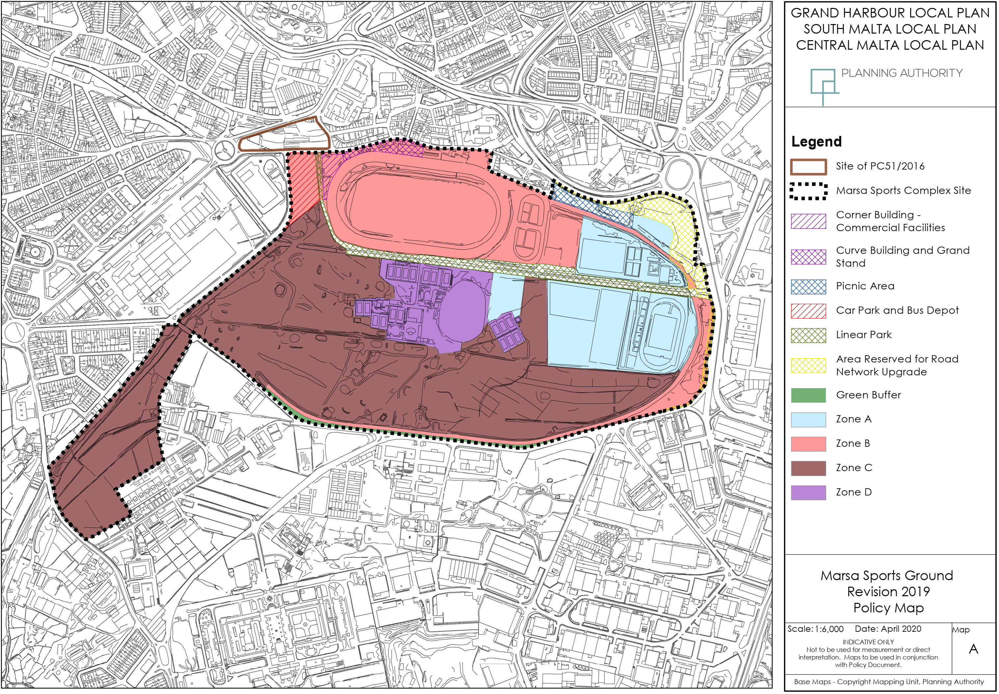 GRAND HARBOUR LOCAL PLAN
SOUTH MALTA LOCAL PLAN
CENTRAL MALTA LOCAL PLAN
PLANNING AUTHORITY
Legend
Site of PC51/2016
Marsa Sports Complex Site
Corner Building -
Commercial Facilities
Curve Building and Grand
Stand
Picnic Area
Car Park and Bus Depot
Linear Park
Area Reserved for Road
Network Upgrade
Green Buffer
Zone A
Zone B
Zone C
Zone D
Marsa Sports Ground
Revision 2019
Policy Map
Scale: 1:6,000 Date: April 2020
INDICATIVE ONLY
Not to be used for measurement or direct
interpretation. Maps to be used in conjunction
with Policy Document.
Map
A
Base Maps - Copyright Mapping Unit, Planning Authority